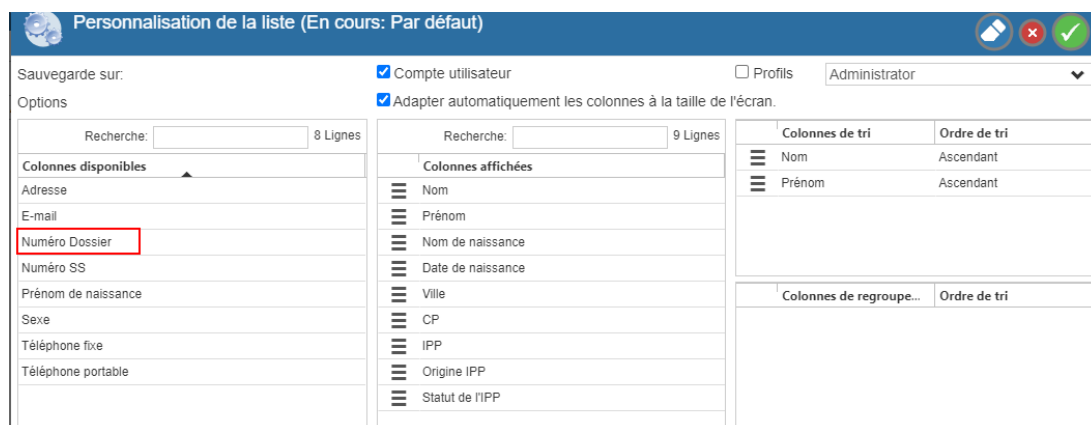 Personnalisation de la liste (En cours: Par défaut)
Sauvegarde sur:
Compte utilisateur
Profils
Administrator
Options
Adapter automatiquement les colonnes à la taille de l'écran.
Recherche:
8 Lignes
Colonnes disponibles
Adresse
E-mail
Numéro Dossier
Numéro SS
Prénom de naissance
Sexe
Téléphone fixe
Téléphone portable
Recherche:
9 Lignes
Colonnes affichées
Nom
Prénom
Nom de naissance
Date de naissance
Ville
CP
IPP
Origine IPP
Statut de l'IPP
Colonnes de tri Ordre de tri
Nom Ascendant
Prénom Ascendant
Colonnes de regroupe... Ordre de tri